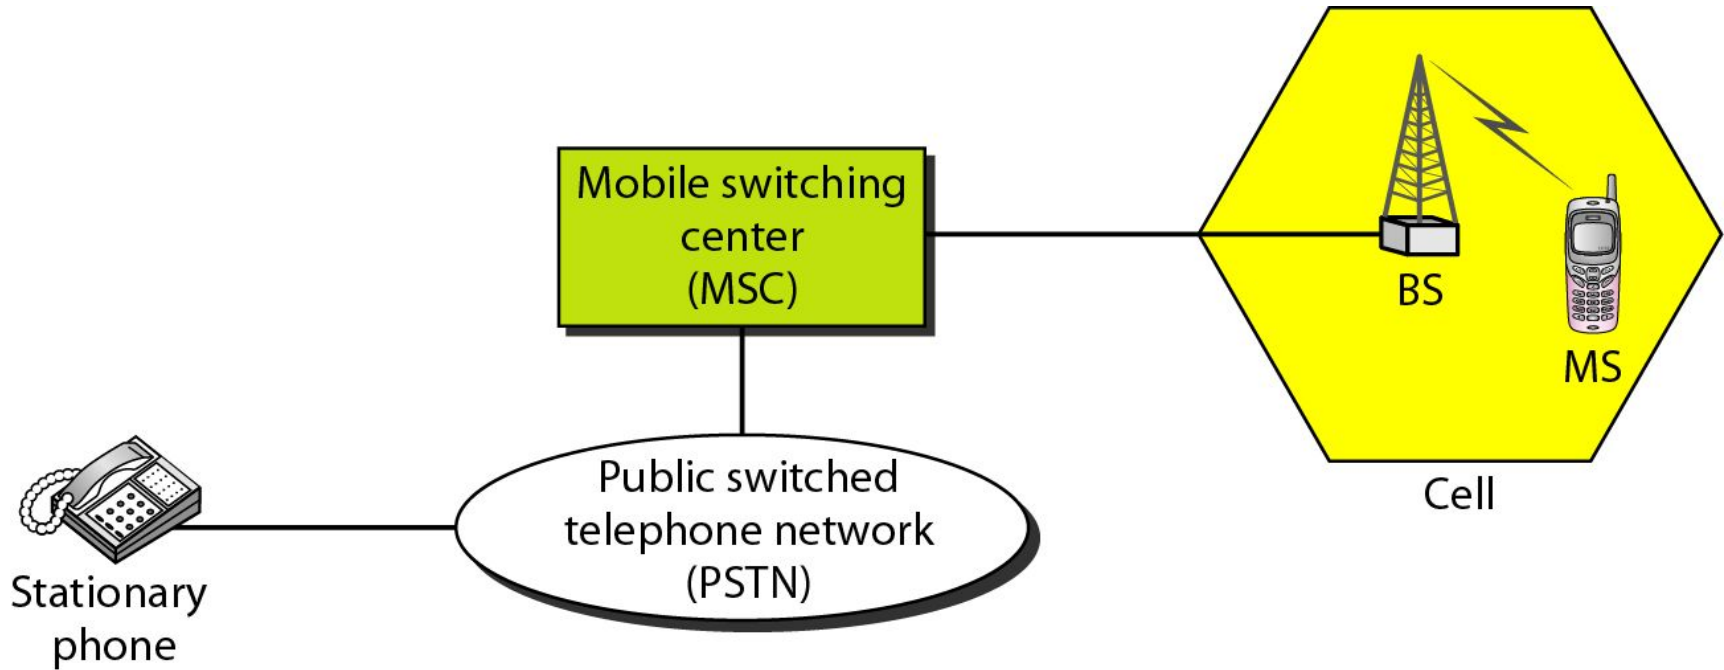 Mobile switching
center
(MSC)
BS
MS
Cell
Public switched
telephone network
(PSTN)
Stationary
phone